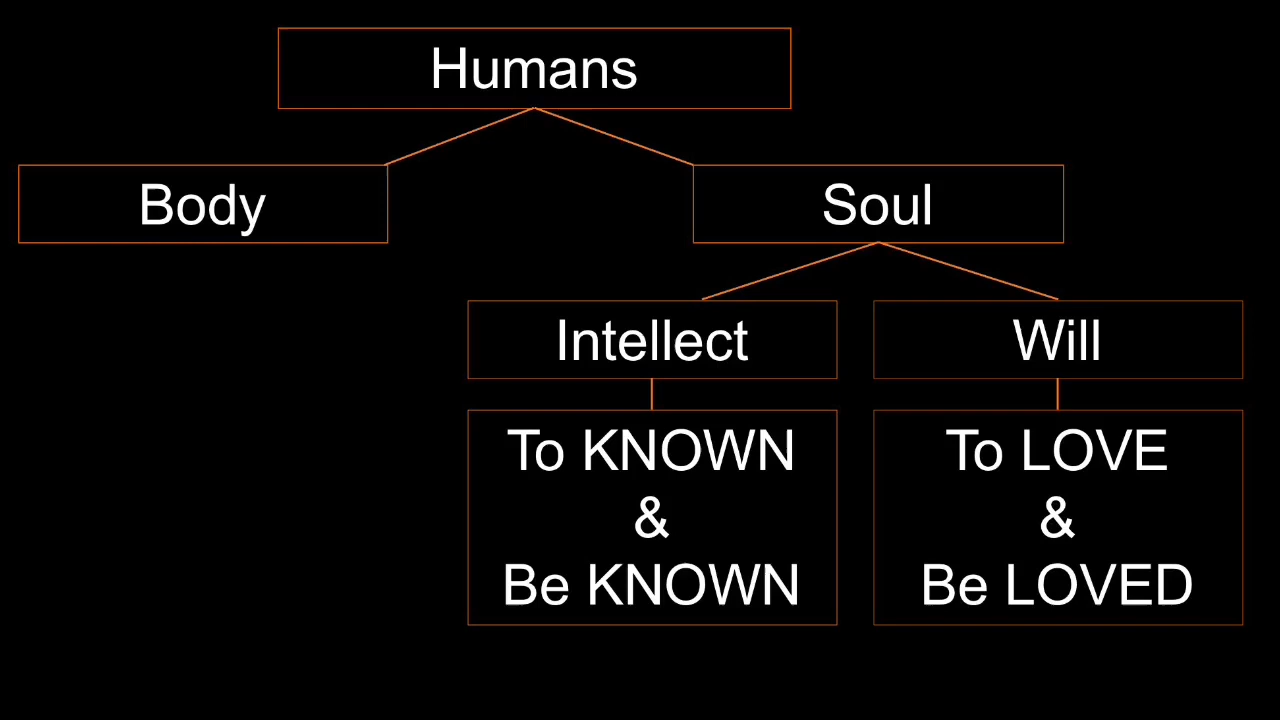 Humans
Body
Soul
Intellect
Will
To KNOWN
&
Be KNOWN
To LOVE
&
Be LOVED